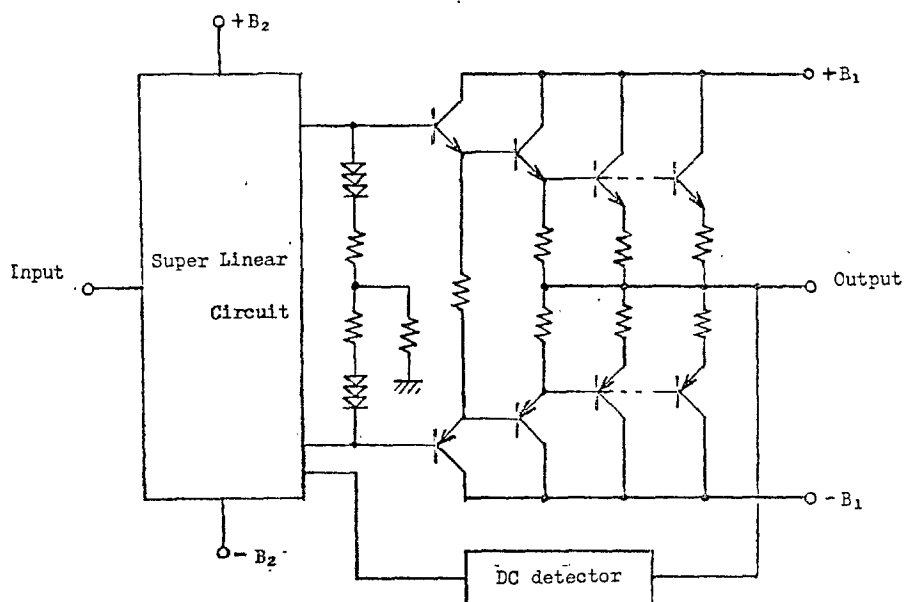 +B₂
+B₁
Input
Super Linear
Circuit
Output
-B₁
-B₂
DC detector